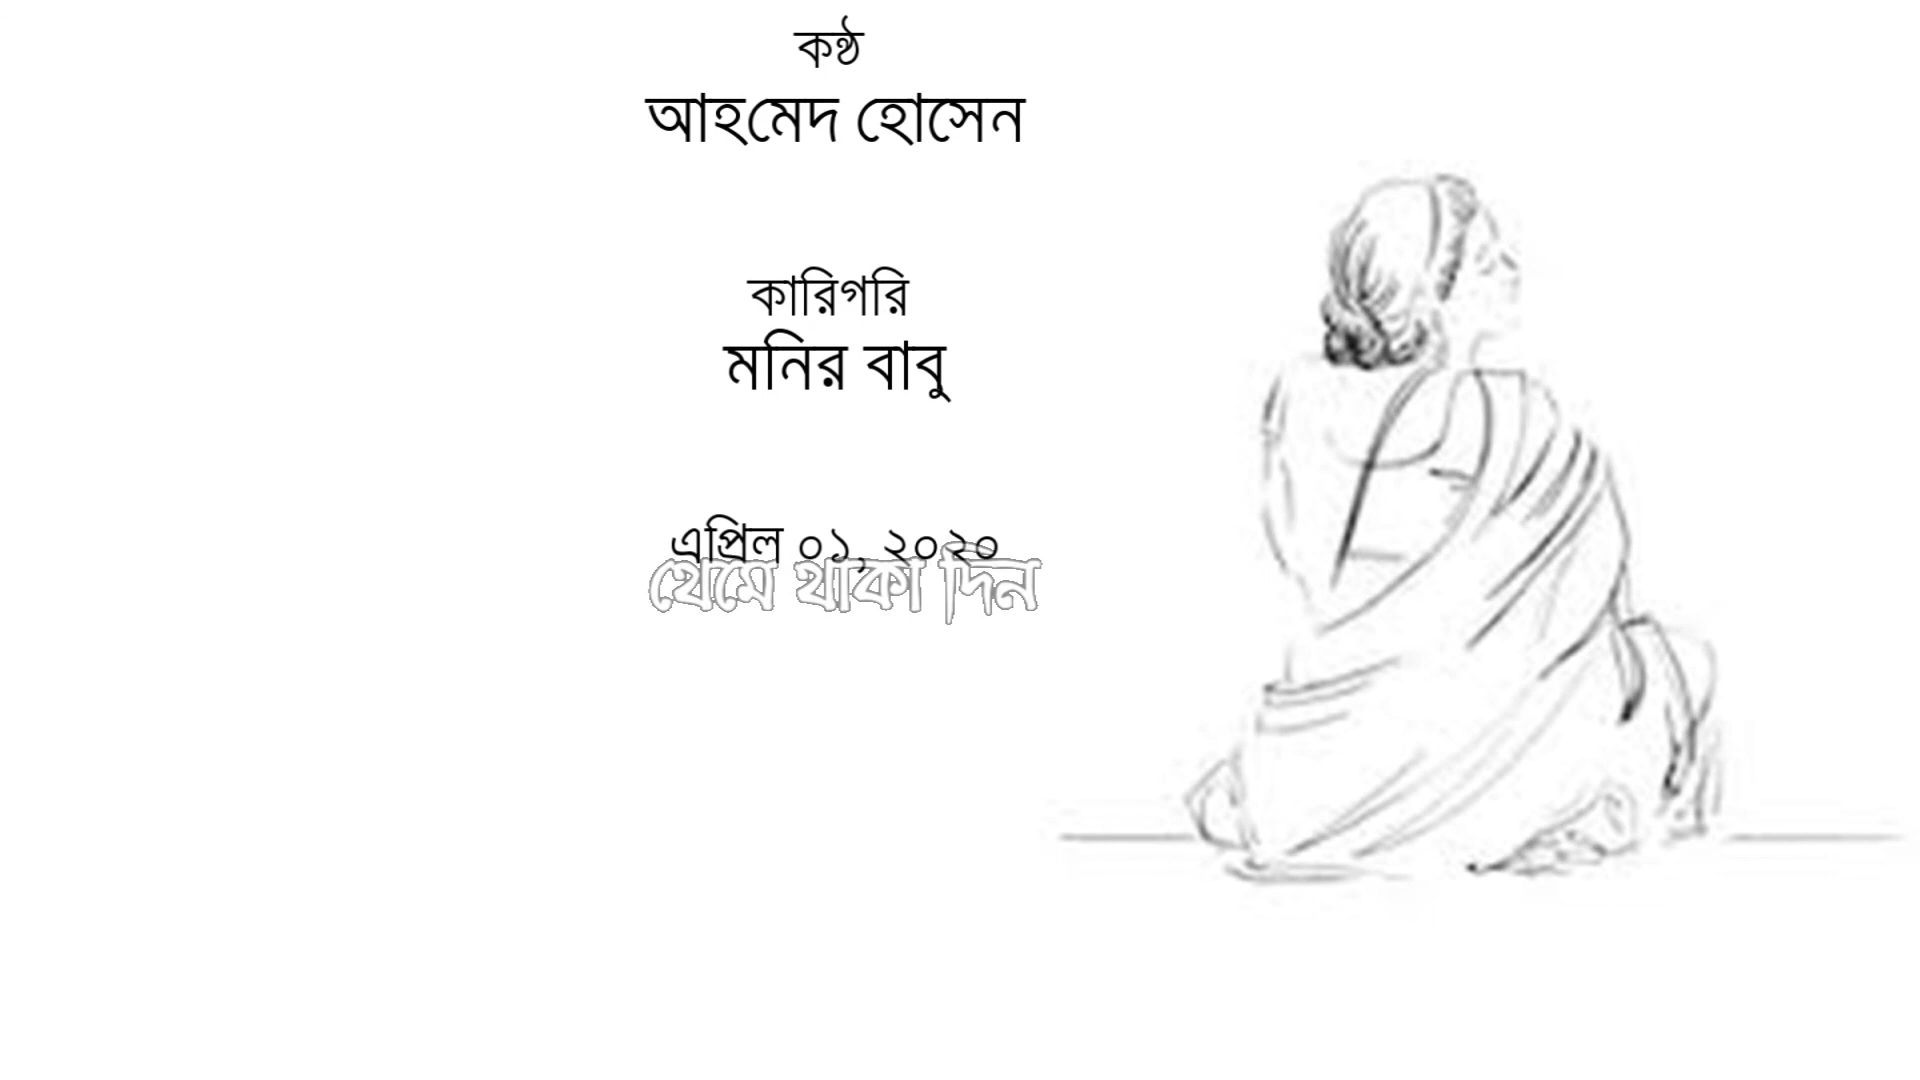 কণ্ঠ
আহমেদ হোসেন
কারিগরি
মনির বাবু
এপ্রিল ০১, ২০২০
থেমে থাকা দিন